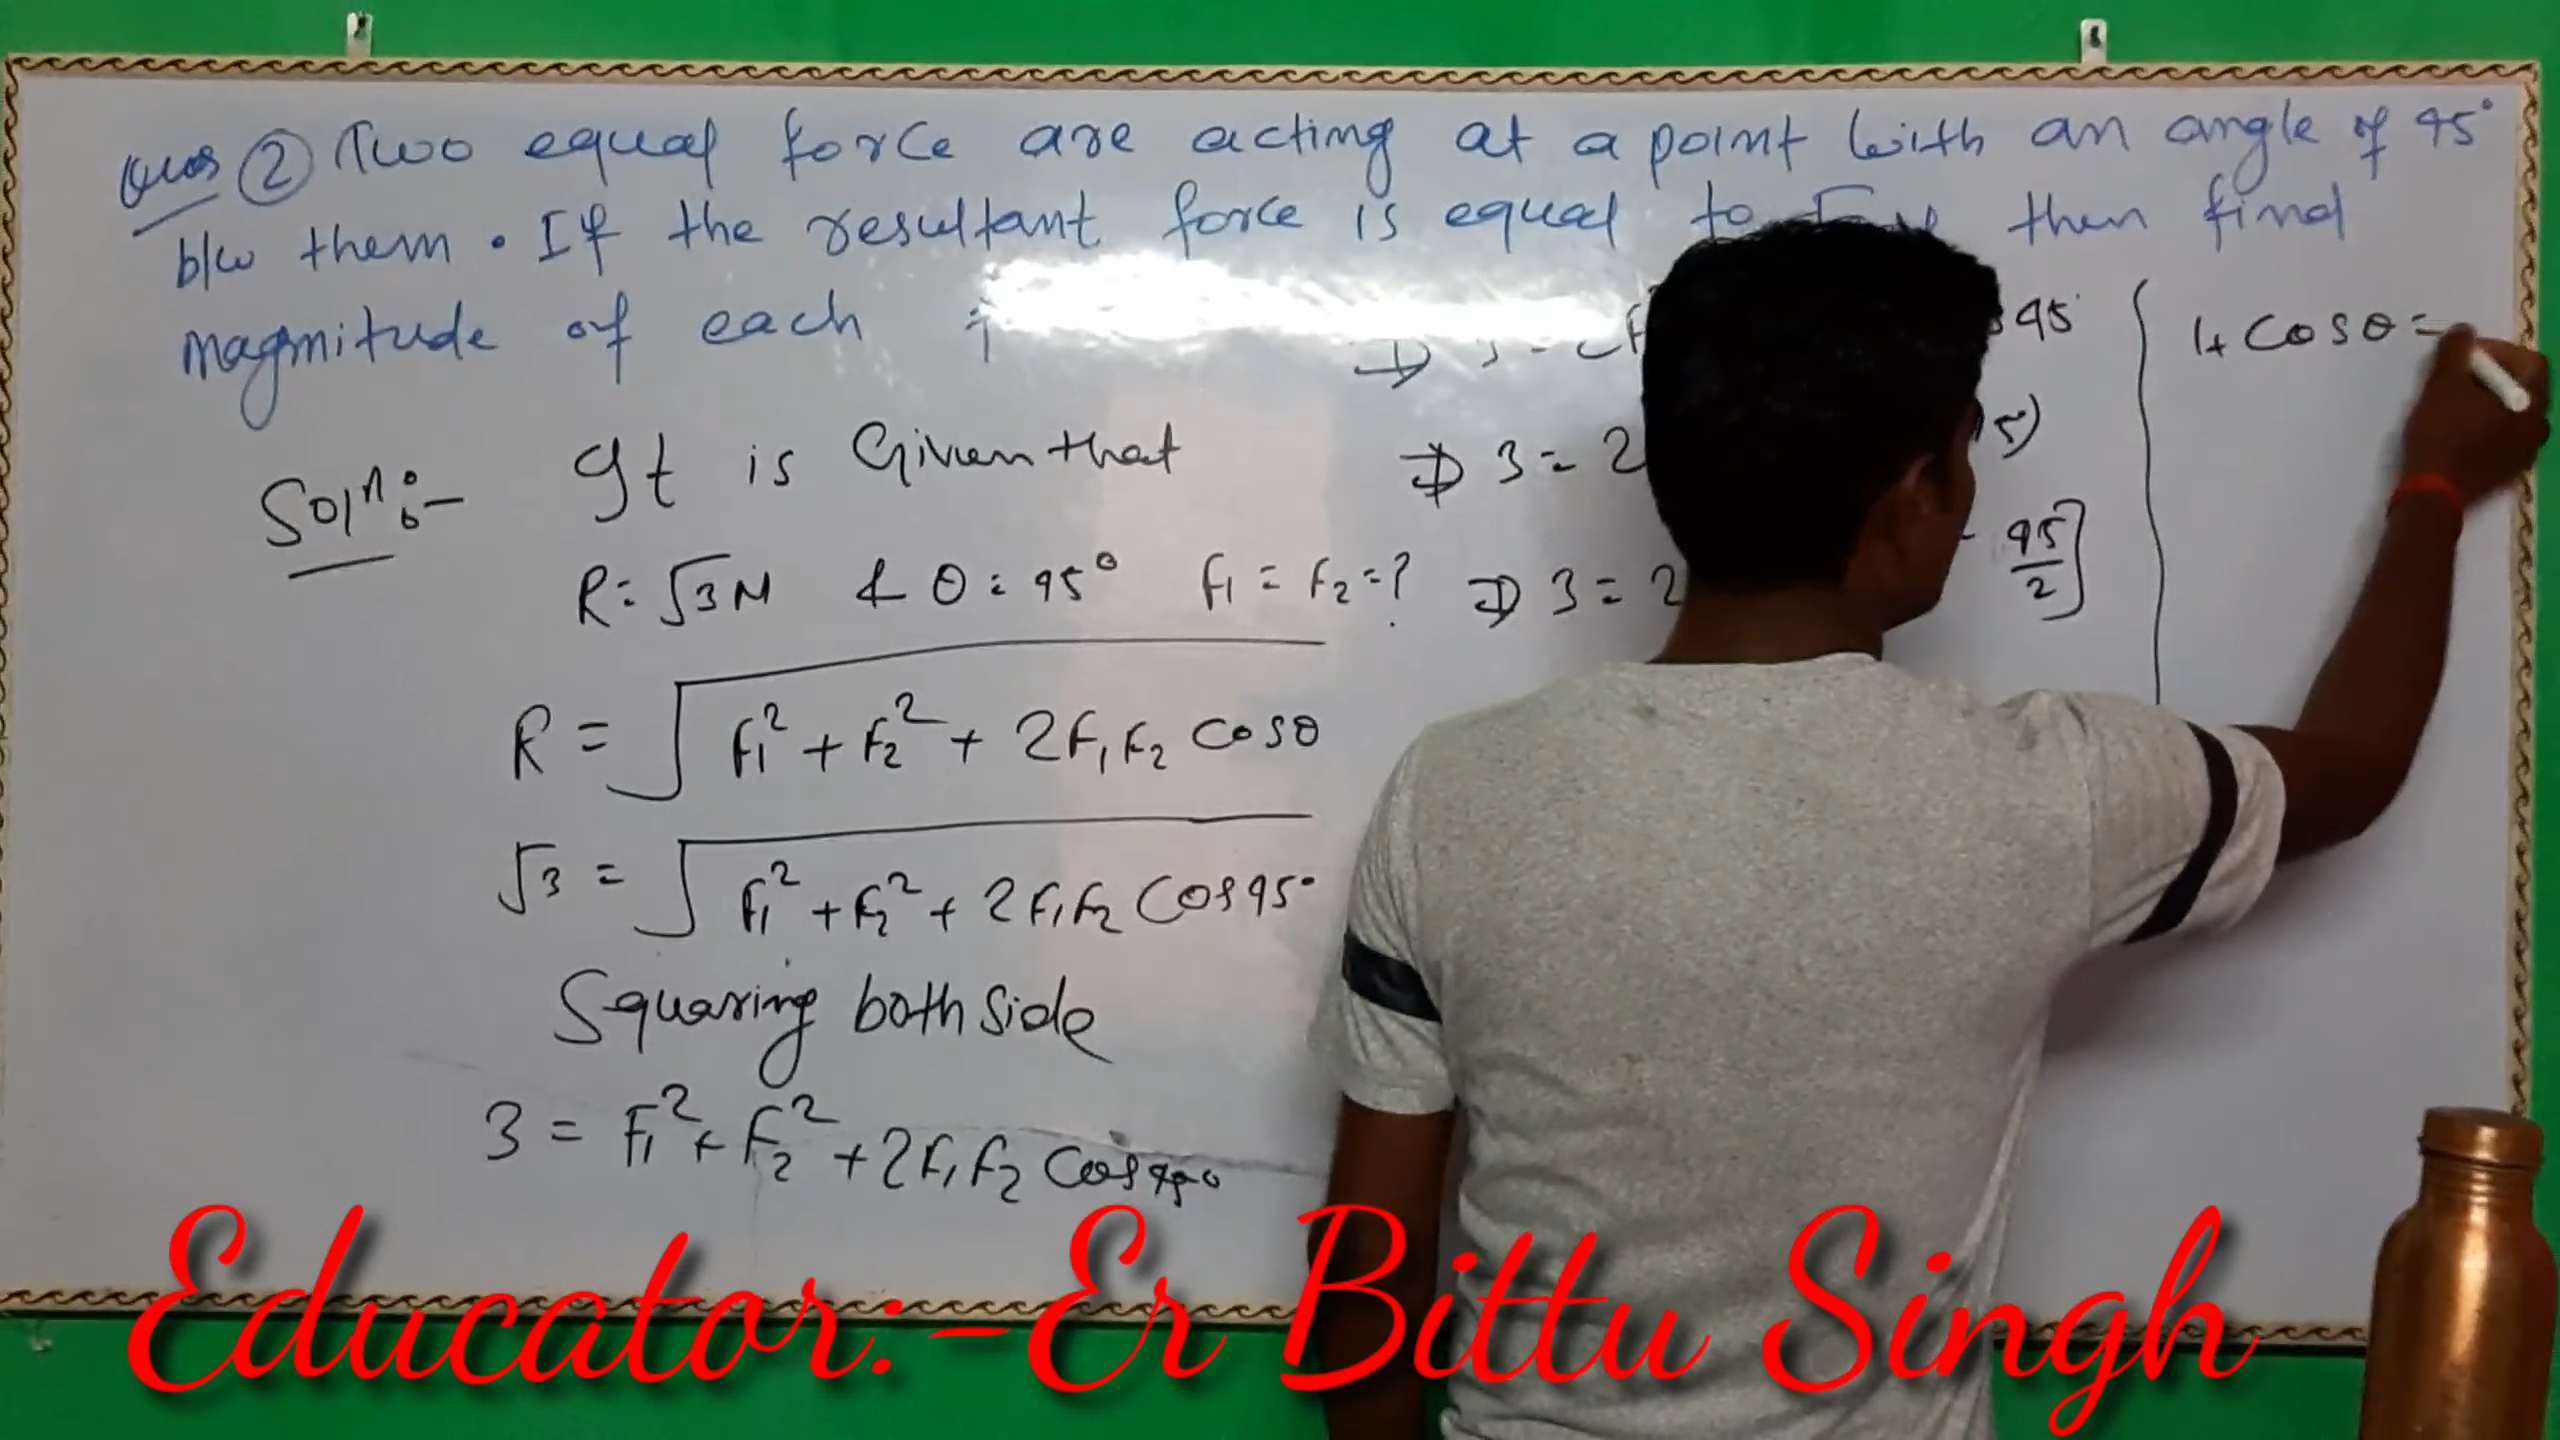 Ques ② Two equal force are acting at a point with an angle of 95°
b/w them. If the resultant force is equal to then find
magnitude of each
Soln:- It is Given that
R = √3 N & θ = 95° F₁ = F₂ = ?
R = √F₁² + F₂² + 2F₁F₂ Cosθ
√3 = √F₁² + F₂² + 2F₁F₂ Cos95°
Squaring both side
3 = F₁² + F₂² + 2F₁F₂ Cos95°
95
⇒ 3 = 2 5)
⇒ 3 = 2 95/2]
1+ Cosθ =
Educator:-Er Bittu Singh